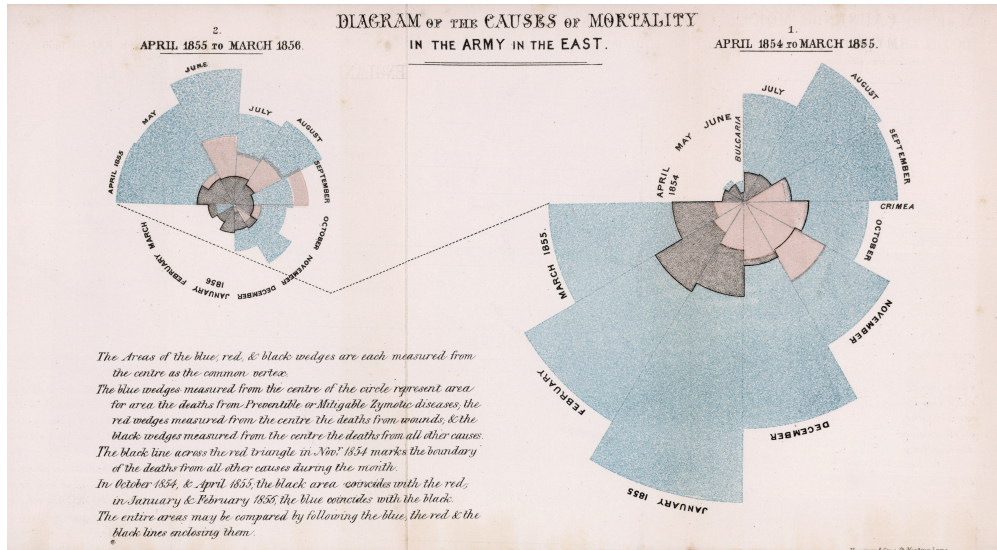 DIAGRAM OF THE CAUSES OF MORTALITY
IN THE ARMY IN THE EAST.
2.
APRIL 1855 TO MARCH 1856.
1.
APRIL 1854 TO MARCH 1855.
APRIL 1855
MAY
JUNE
JULY
AUGUST
SEPTEMBER
OCTOBER
NOVEMBER
DECEMBER
JANUARY
1856
FEBRUARY
MARCH
APRIL
1854
MAY
JUNE
BULGARIA
JULY
AUGUST
SEPTEMBER
CRIMEA
OCTOBER
NOVEMBER
DECEMBER
JANUARY 1855
FEBRUARY
MARCH 1855.
The Areas of the blue, red, & black wedges are each measured from
the centre as the common vertex.
The blue wedges measured from the centre of the circle represent area
for area the deaths from Preventible or Mitigable Zymotic diseases, the
red wedges measured from the centre the deaths from wounds, & the
black wedges measured from the centre the deaths from all other causes.
The black line across the red triangle in Novr. 1854 marks the boundary
of the deaths from all other causes during the month.
In October 1854, & April 1855, the black area coincides with the red,
in January & February 1856, the blue coincides with the black.
The entire areas may be compared by following the blue, the red & the
black lines enclosing them.